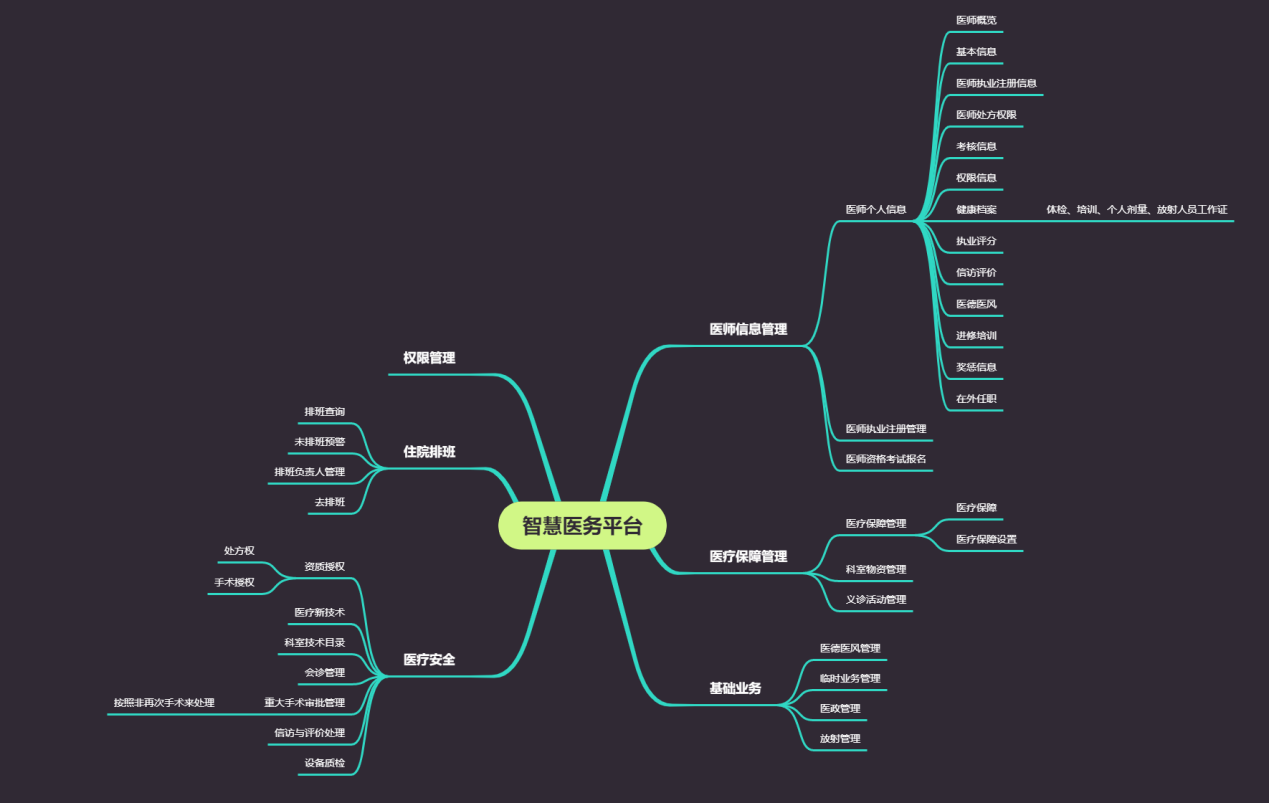 智慧医务平台
医师信息管理
医师个人信息
医师概览
基本信息
医师执业注册信息
医师处方权限
考核信息
权限信息
健康档案
体检、培训、个人剂量、放射人员工作证
执业评分
信访评价
医德医风
进修培训
奖惩信息
在外任职
医师执业注册管理
医师资格考试报名
医疗保障管理
医疗保障管理
医疗保障
医疗保障设置
科室物资管理
义诊活动管理
基础业务
医德医风管理
临时业务管理
医政管理
放射管理
权限管理
住院排班
排班查询
未排班预警
排班负责人管理
去排班
医疗安全
资质授权
处方权
手术授权
医疗新技术
科室技术目录
会诊管理
重大手术审批管理
按照非再次手术来处理
信访与评价处理
设备质检